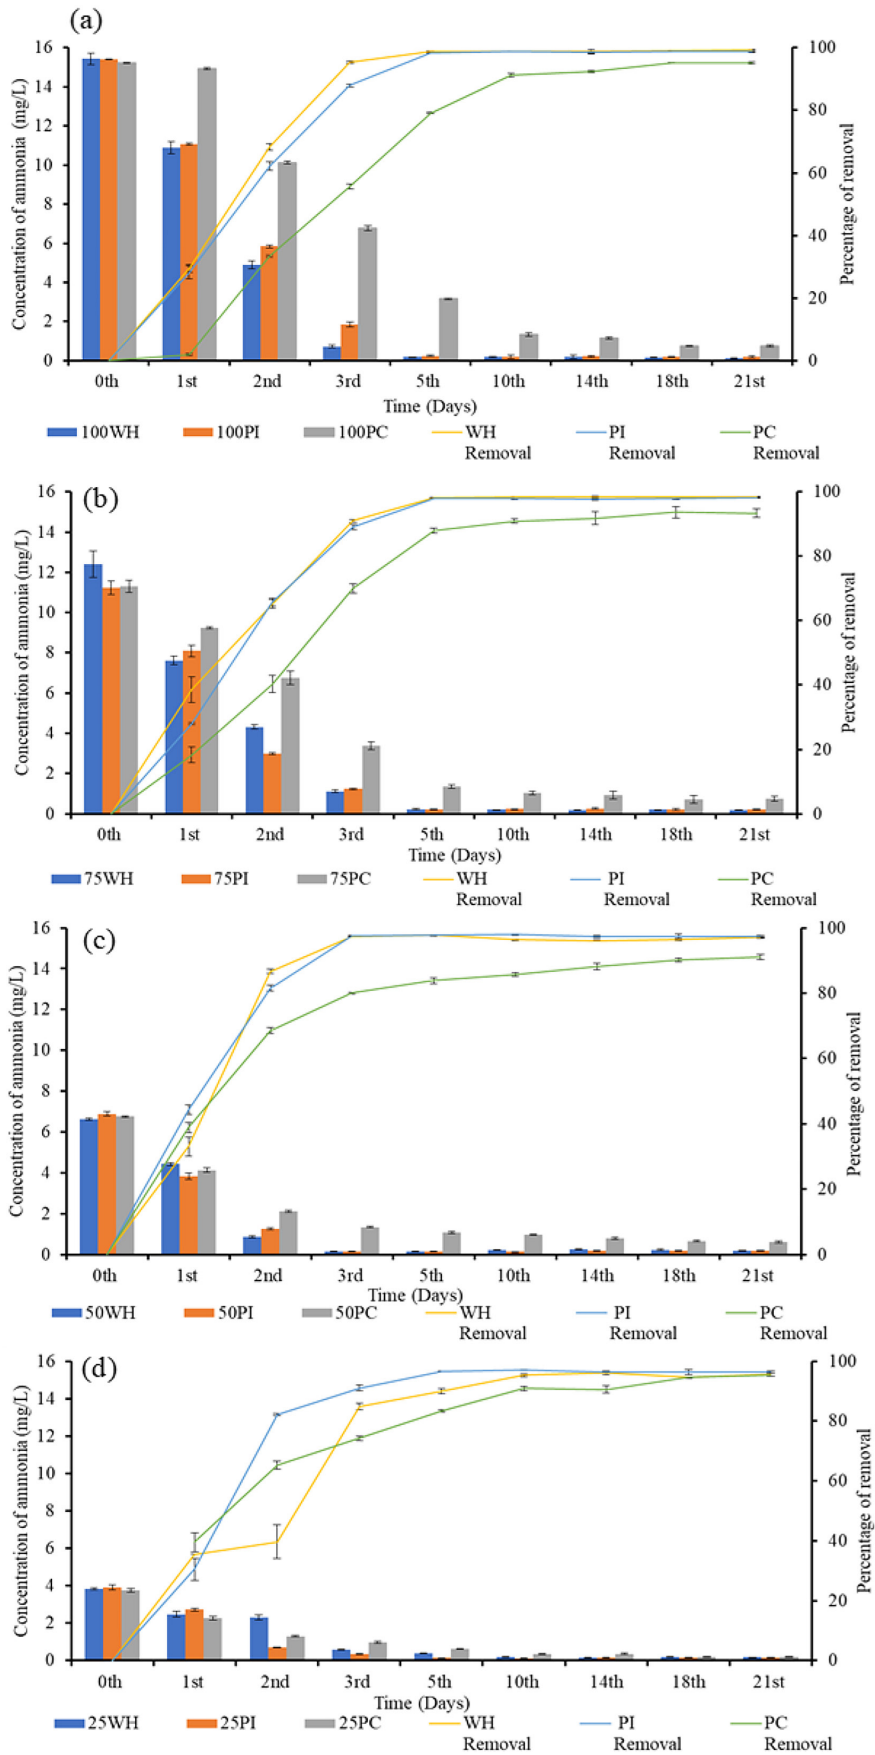 (a)
Concentration of ammonia (mg/L)
16
14
12
10
8
6
4
2
0
100
80
60
40
20
0
Percentage of removal
0th 1st 2nd 3rd 5th 10th 14th 18th 21st
Time (Days)
100WH 100PI 100PC WH Removal PI Removal PC Removal
(b)
Concentration of ammonia (mg/L)
16
14
12
10
8
6
4
2
0
100
80
60
40
20
0
Percentage of removal
0th 1st 2nd 3rd 5th 10th 14th 18th 21st
Time (Days)
75WH 75PI 75PC WH Removal PI Removal PC Removal
(c)
Concentration of ammonia (mg/L)
16
14
12
10
8
6
4
2
0
100
80
60
40
20
0
Percentage of removal
0th 1st 2nd 3rd 5th 10th 14th 18th 21st
Time (Days)
50WH 50PI 50PC WH Removal PI Removal PC Removal
(d)
Concentration of ammonia (mg/L)
16
14
12
10
8
6
4
2
0
100
80
60
40
20
0
Percentage of removal
0th 1st 2nd 3rd 5th 10th 14th 18th 21st
Time (Days)
25WH 25PI 25PC WH Removal PI Removal PC Removal